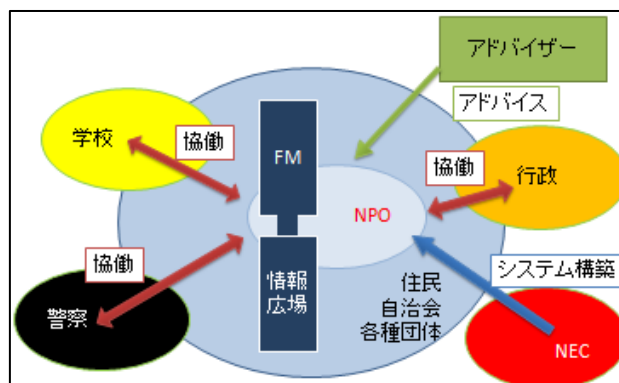 アドバイザー
アドバイス
学校
協働
FM
協働
行政
NPO
協働
情報
広場
住民
自治会
各種団体
システム構築
警察
NEC